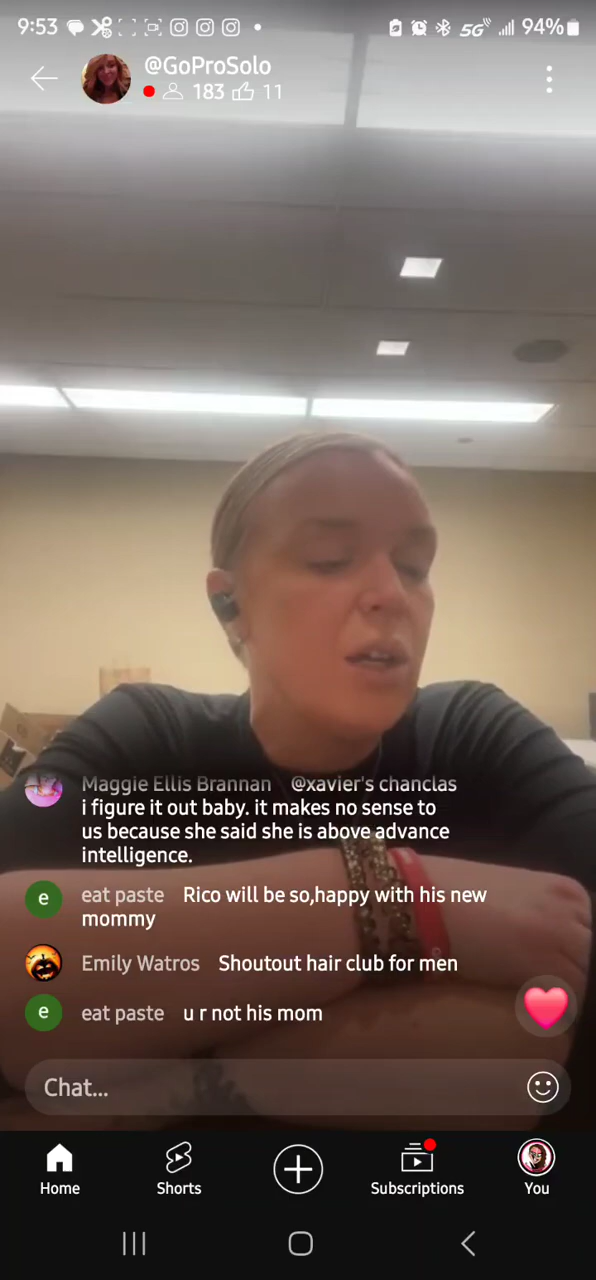 9:53
5G
94%
@GoProSolo
183 11
Maggie Ellis Brannan @xavier's chanclas
i figure it out baby. it makes no sense to
us because she said she is above advance
intelligence.
e eat paste Rico will be so,happy with his new
mommy
Emily Watros Shoutout hair club for men
e eat paste u r not his mom
Chat...
Home Shorts Subscriptions You